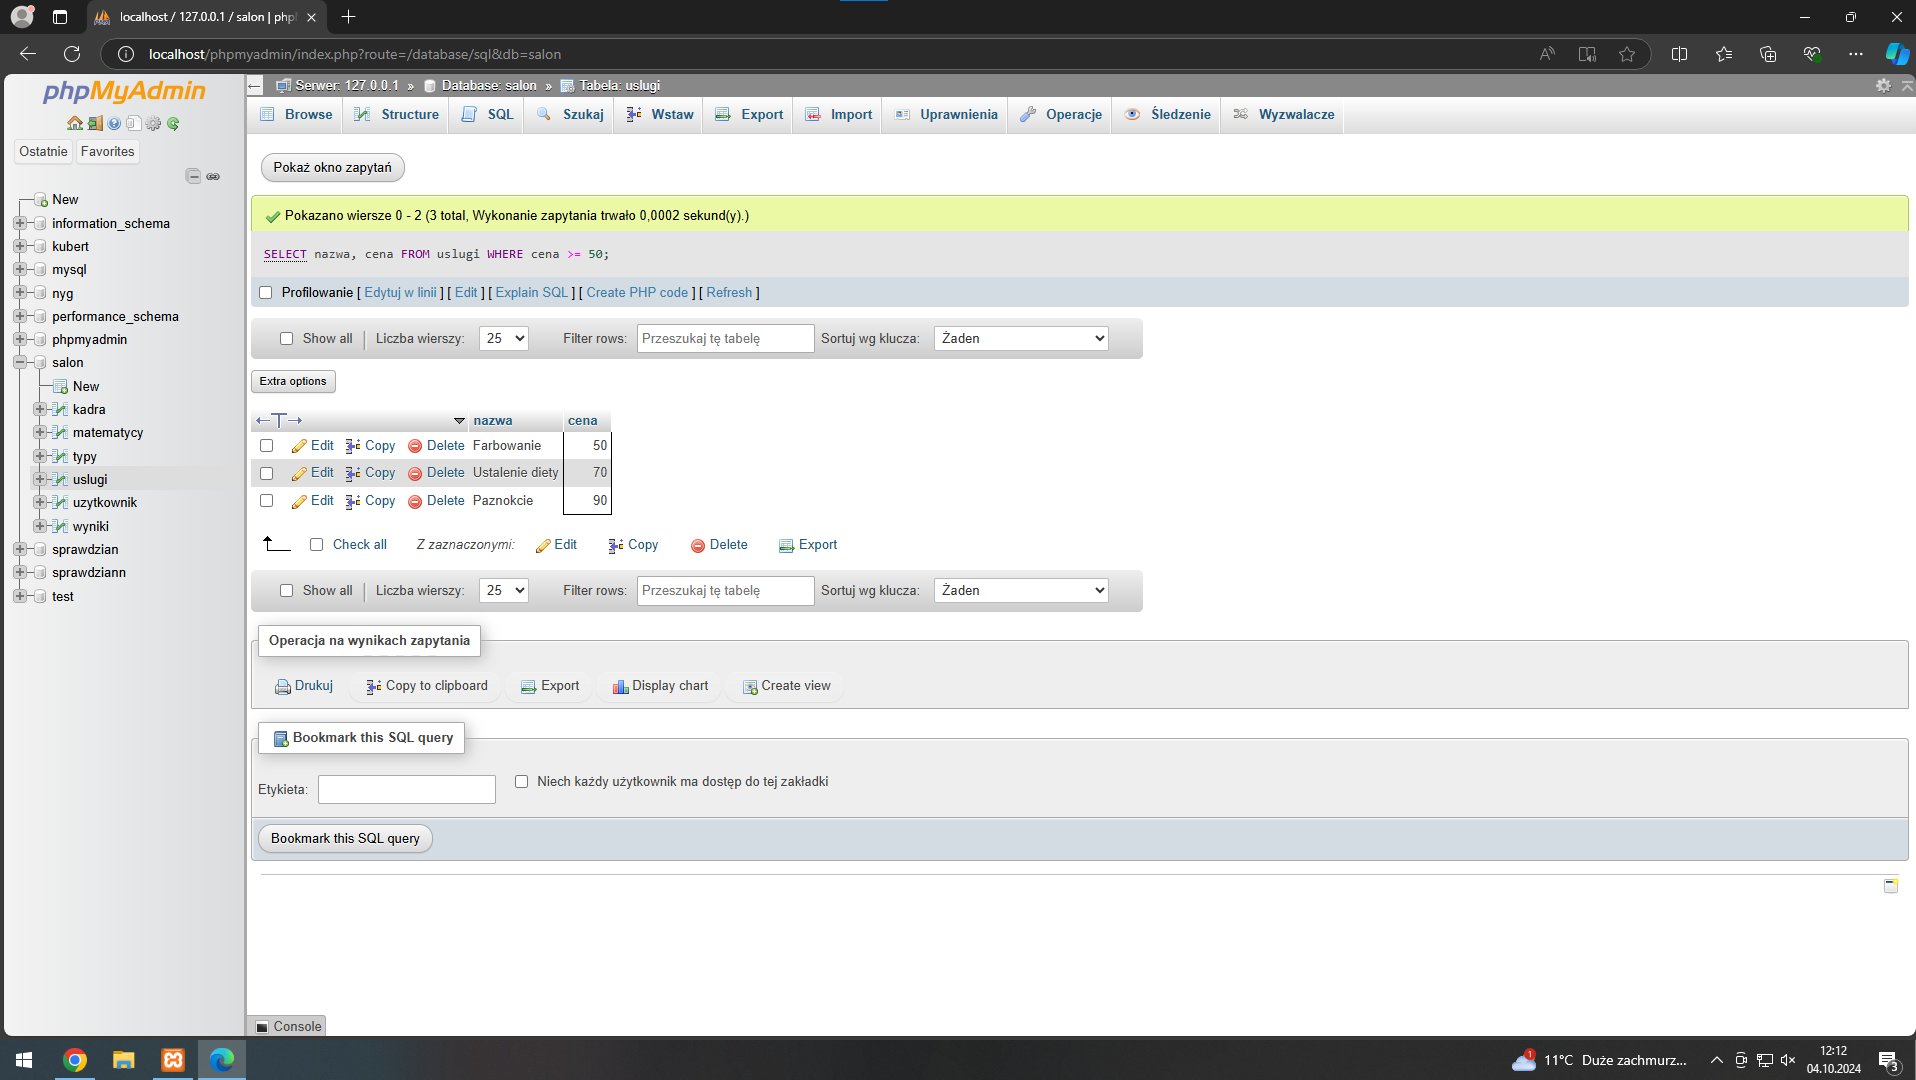 localhost / 127.0.0.1 / salon | phpl
localhost/phpmyadmin/index.php?route=/database/sql&db=salon
phpMyAdmin
Ostatnie Favorites
New
information_schema
kubert
mysql
nyg
performance_schema
phpmyadmin
salon
New
kadra
matematycy
typy
uslugi
uzytkownik
wyniki
sprawdzian
sprawdziann
test
Serwer: 127.0.0.1 » Database: salon » Tabela: uslugi
Browse Structure SQL Szukaj Wstaw Export Import Uprawnienia Operacje Śledzenie Wyzwalacze
Pokaż okno zapytań
Pokazano wiersze 0 - 2 (3 total, Wykonanie zapytania trwało 0,0002 sekund(y).)
SELECT nazwa, cena FROM uslugi WHERE cena >= 50;
Profilowanie [ Edytuj w linii ] [ Edit ] [ Explain SQL ] [ Create PHP code ] [ Refresh ]
Show all Liczba wierszy: 25 Filter rows: Przeszukaj tę tabelę Sortuj wg klucza: Żaden
Extra options
←T→ nazwa cena
Edit Copy Delete Farbowanie 50
Edit Copy Delete Ustalenie diety 70
Edit Copy Delete Paznokcie 90
Check all Z zaznaczonymi: Edit Copy Delete Export
Show all Liczba wierszy: 25 Filter rows: Przeszukaj tę tabelę Sortuj wg klucza: Żaden
Operacja na wynikach zapytania
Drukuj Copy to clipboard Export Display chart Create view
Bookmark this SQL query
Etykieta: Niech każdy użytkownik ma dostęp do tej zakładki
Bookmark this SQL query
Console
1 11°C Duże zachmurz... 12:12
04.10.2024 3